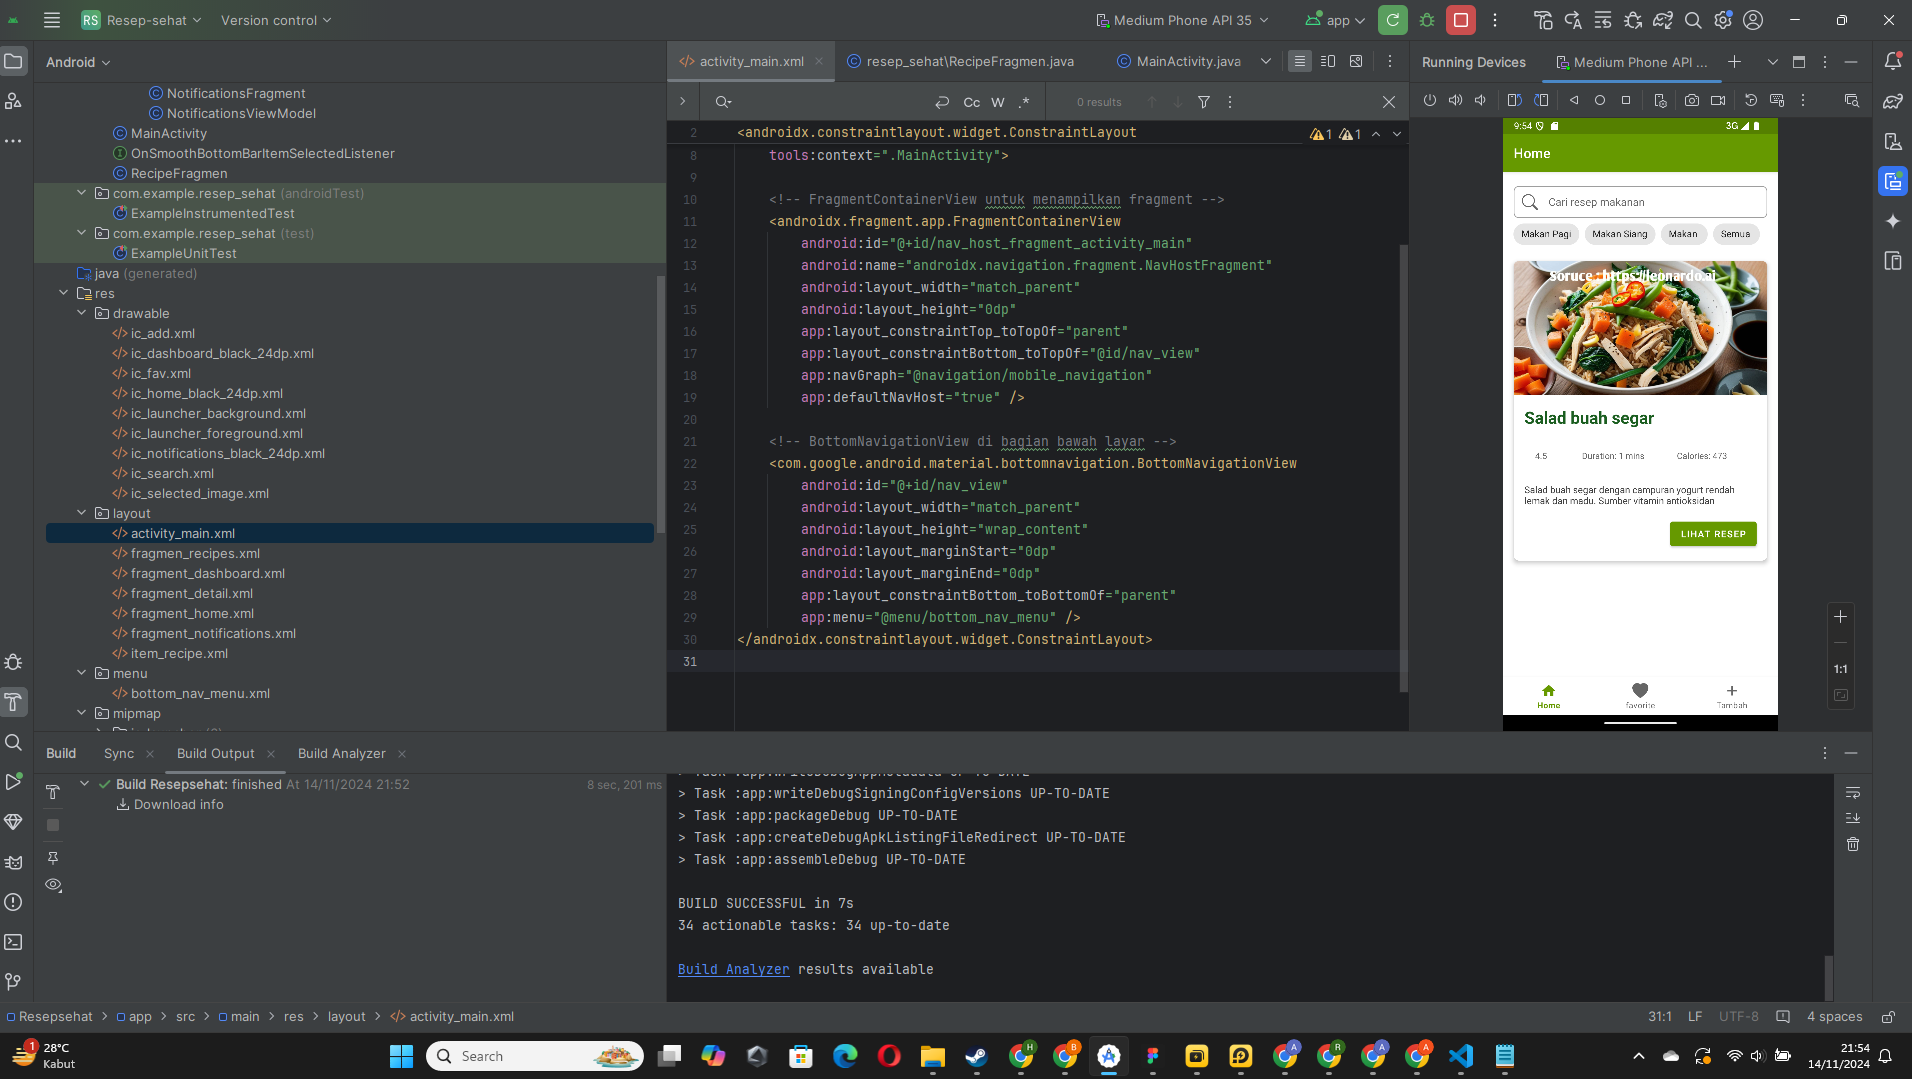 RS Resep-sehat Version control Medium Phone API 35 app
Android
NotificationsFragment
NotificationsViewModel
MainActivity
OnSmoothBottomBarItemSelectedListener
RecipeFragmen
com.example.resep_sehat (androidTest)
ExampleInstrumentedTest
com.example.resep_sehat (test)
ExampleUnitTest
java (generated)
res
drawable
ic_add.xml
ic_dashboard_black_24dp.xml
ic_fav.xml
ic_home_black_24dp.xml
ic_launcher_background.xml
ic_launcher_foreground.xml
ic_notifications_black_24dp.xml
ic_search.xml
ic_selected_image.xml
layout
activity_main.xml
fragmen_recipes.xml
fragment_dashboard.xml
fragment_detail.xml
fragment_home.xml
fragment_notifications.xml
item_recipe.xml
menu
bottom_nav_menu.xml
mipmap
activity_main.xml resep_sehat\RecipeFragmen.java MainActivity.java
Cc W .* 0 results
2 <androidx.constraintlayout.widget.ConstraintLayout 1 1
8 tools:context=".MainActivity">
9
10 <!-- FragmentContainerView untuk menampilkan fragment -->
11 <androidx.fragment.app.FragmentContainerView
12 android:id="@+id/nav_host_fragment_activity_main"
13 android:name="androidx.navigation.fragment.NavHostFragment"
14 android:layout_width="match_parent"
15 android:layout_height="0dp"
16 app:layout_constraintTop_toTopOf="parent"
17 app:layout_constraintBottom_toTopOf="@id/nav_view"
18 app:navGraph="@navigation/mobile_navigation"
19 app:defaultNavHost="true" />
20
21 <!-- BottomNavigationView di bagian bawah layar -->
22 <com.google.android.material.bottomnavigation.BottomNavigationView
23 android:id="@+id/nav_view"
24 android:layout_width="match_parent"
25 android:layout_height="wrap_content"
26 android:layout_marginStart="0dp"
27 android:layout_marginEnd="0dp"
28 app:layout_constraintBottom_toBottomOf="parent"
29 app:menu="@menu/bottom_nav_menu" />
30 </androidx.constraintlayout.widget.ConstraintLayout>
31
Running Devices Medium Phone API ...
9:54 3G
Home
Cari resep makanan
Makan Pagi Makan Siang Makan Semua
Soruce : https://leonardo.ai
Salad buah segar
4.5 Duration: 1 mins Calories: 473
Salad buah segar dengan campuran yogurt rendah
lemak dan madu. Sumber vitamin antioksidan
LIHAT RESEP
Home favorite Tambah
1:1
Build Sync Build Output Build Analyzer
Build Resepsehat: finished At 14/11/2024 21:52 8 sec, 201 ms
Download info
> Task :app:writeDebugAppMetadata UP-TO-DATE
> Task :app:writeDebugSigningConfigVersions UP-TO-DATE
> Task :app:packageDebug UP-TO-DATE
> Task :app:createDebugApkListingFileRedirect UP-TO-DATE
> Task :app:assembleDebug UP-TO-DATE
BUILD SUCCESSFUL in 7s
34 actionable tasks: 34 up-to-date
Build Analyzer results available
Resepsehat > app > src > main > res > layout > activity_main.xml 31:1 LF UTF-8 4 spaces
1 28°C
Kabut
Search
21:54
14/11/2024